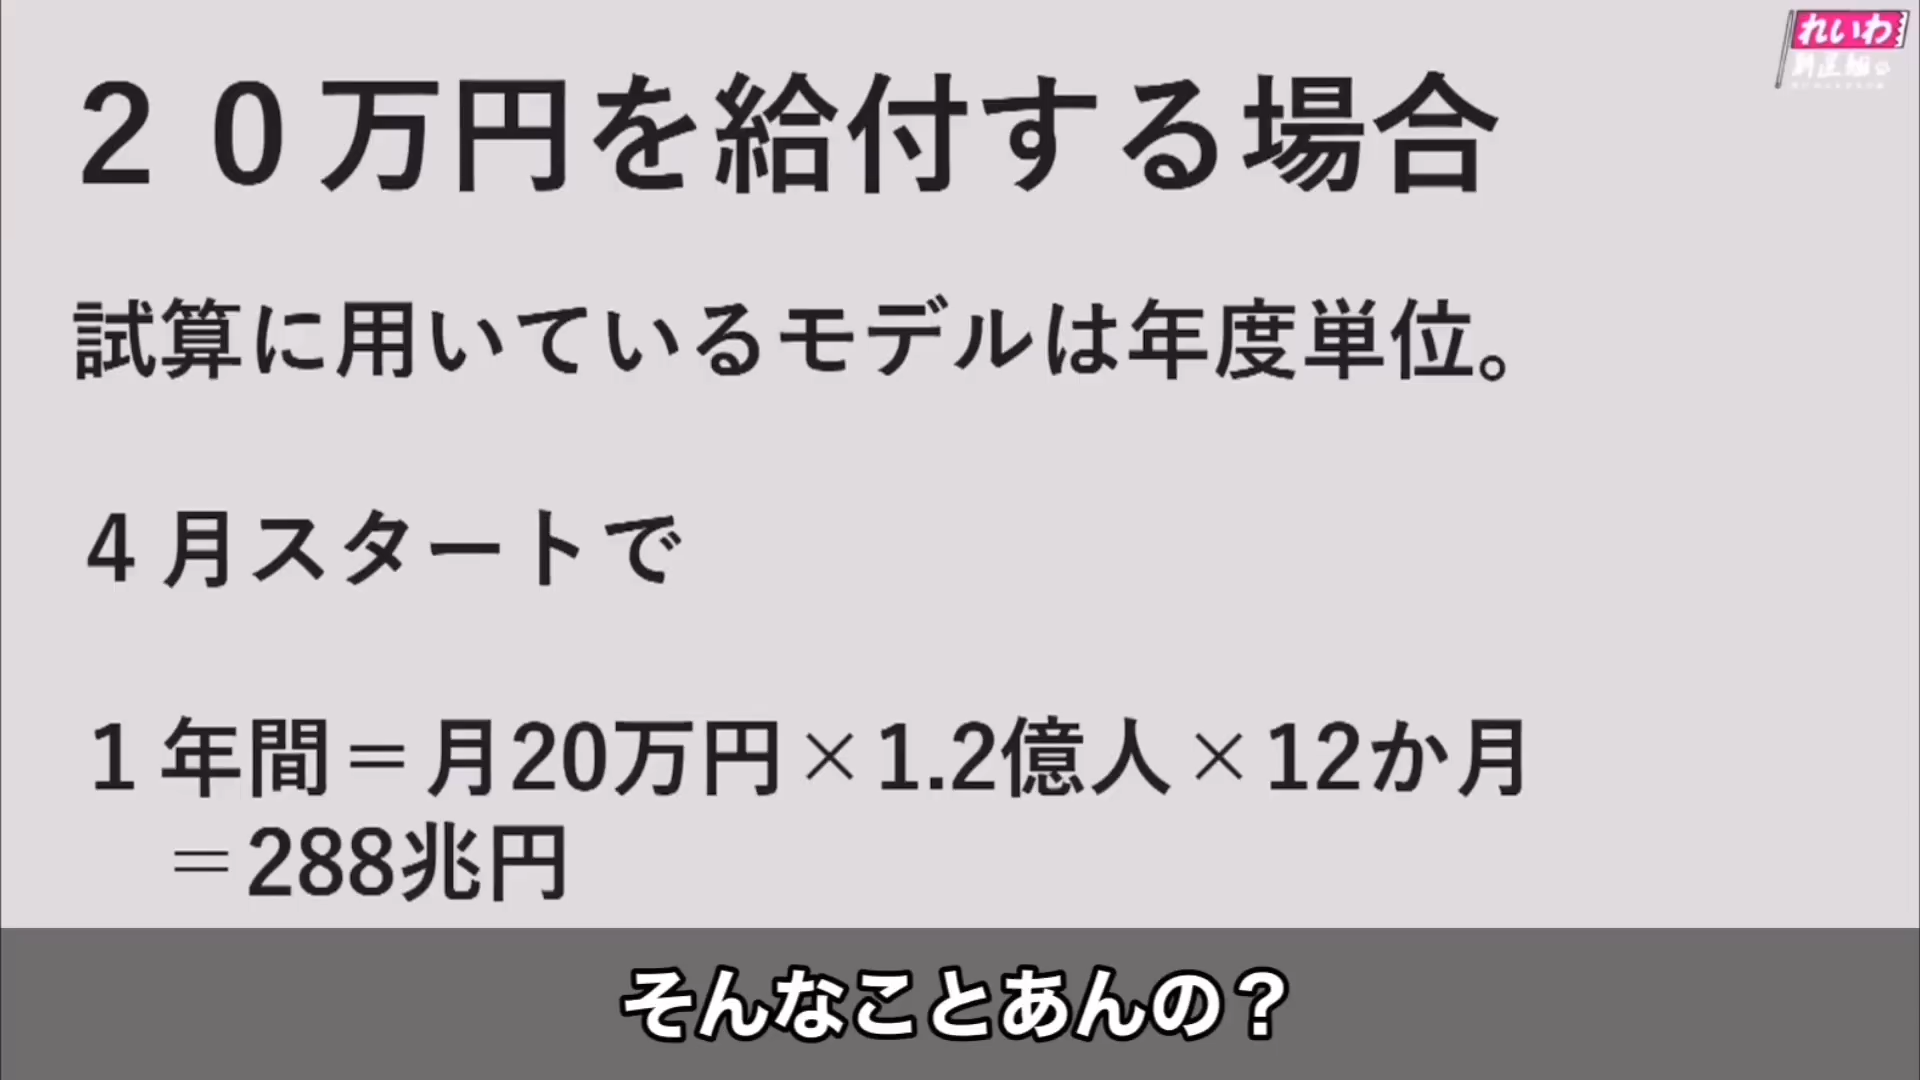 れいわ
２０万円を給付する場合
試算に用いているモデルは年度単位。
４月スタートで
１年間＝月20万円×1.2億人×12か月
＝288兆円
そんなことあんの？